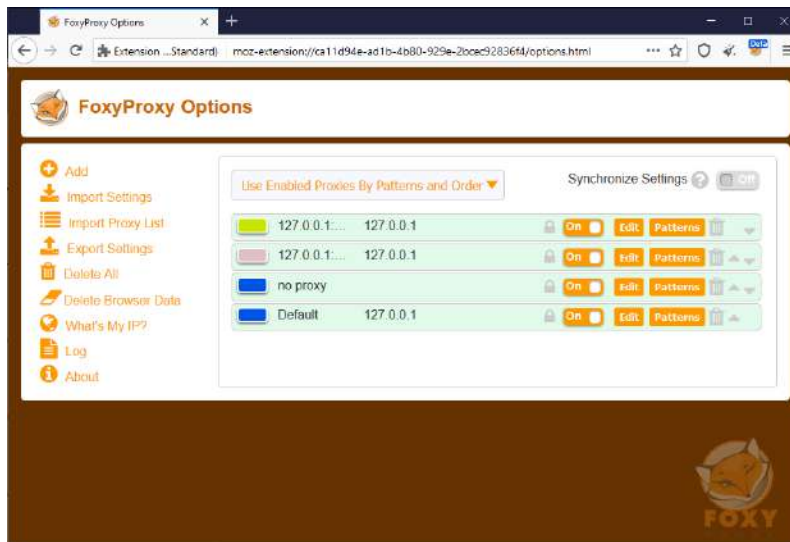 FoxyProxy Options
Extension ...Standard)
moz-extension://ca11d94e-ad1b-4b80-929e-2bcec92836f4/options.html
FoxyProxy Options
Add
Import Settings
Import Proxy List
Export Settings
Delete All
Delete Browser Data
What's My IP?
Log
About
Use Enabled Proxies By Patterns and Order
Synchronize Settings Off
127.0.0.1:... 127.0.0.1 On Edit Patterns
127.0.0.1:... 127.0.0.1 On Edit Patterns
no proxy On Edit Patterns
Default 127.0.0.1 On Edit Patterns
FOXY